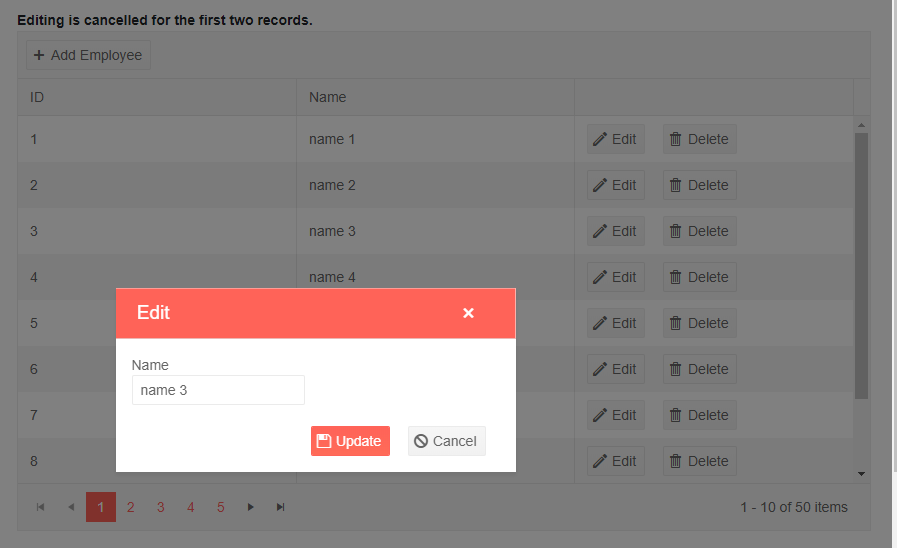 Editing is cancelled for the first two records.
+ Add Employee
ID Name
1 name 1 Edit Delete
2 name 2 Edit Delete
3 name 3 Edit Delete
4 name 4 Edit Delete
5 Edit Delete
6 Edit Delete
7 Edit Delete
8 Edit Delete
Edit ×
Name
name 3
Update Cancel
1 2 3 4 5 1 - 10 of 50 items